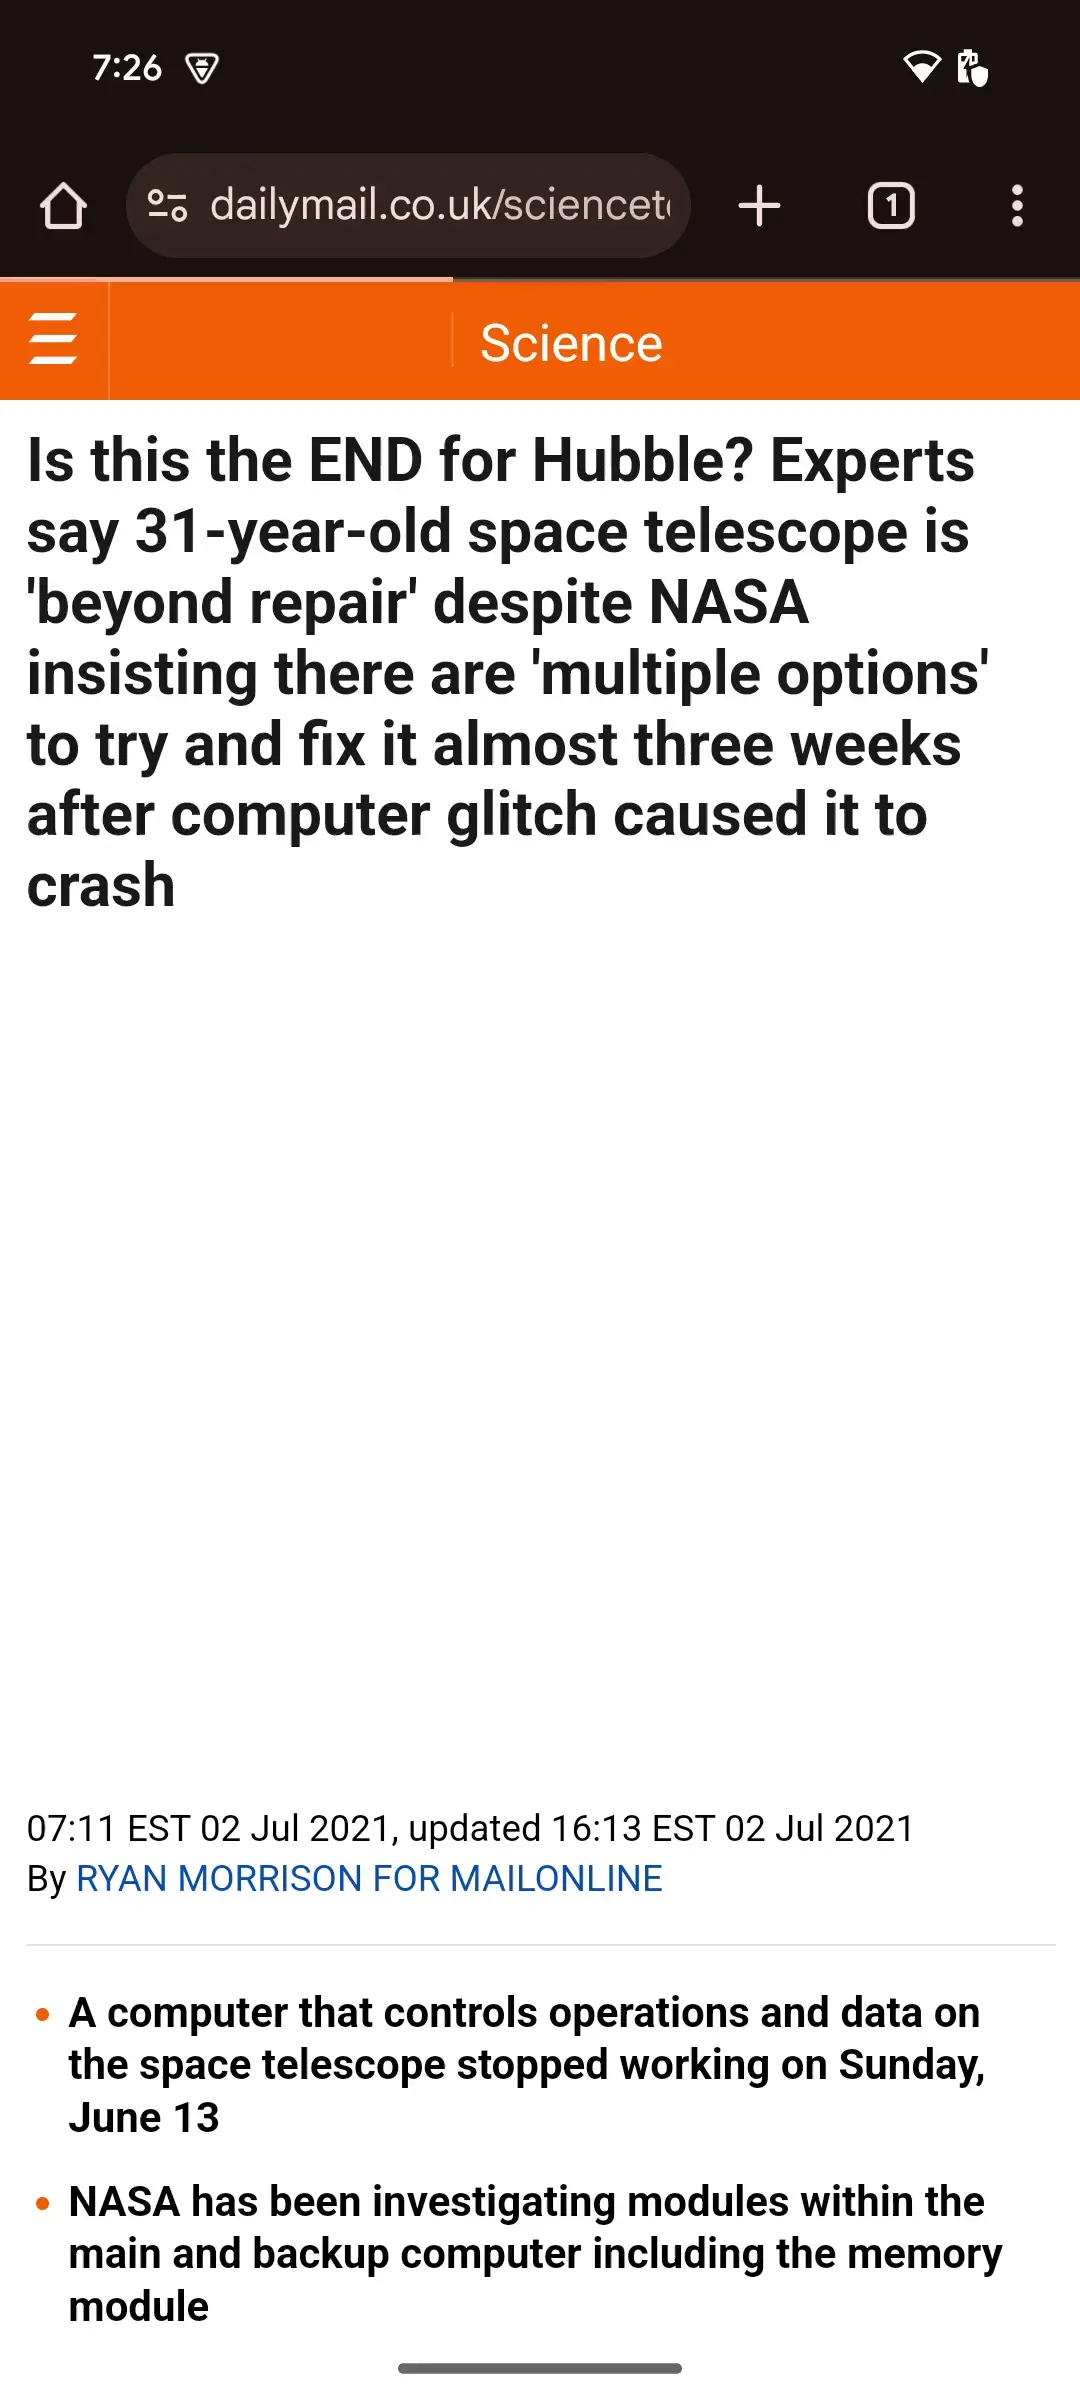 7:26
dailymail.co.uk/sciencet
1
Science
Is this the END for Hubble? Experts
say 31-year-old space telescope is
'beyond repair' despite NASA
insisting there are 'multiple options'
to try and fix it almost three weeks
after computer glitch caused it to
crash
07:11 EST 02 Jul 2021, updated 16:13 EST 02 Jul 2021
By RYAN MORRISON FOR MAILONLINE
• A computer that controls operations and data on
the space telescope stopped working on Sunday,
June 13
• NASA has been investigating modules within the
main and backup computer including the memory
module